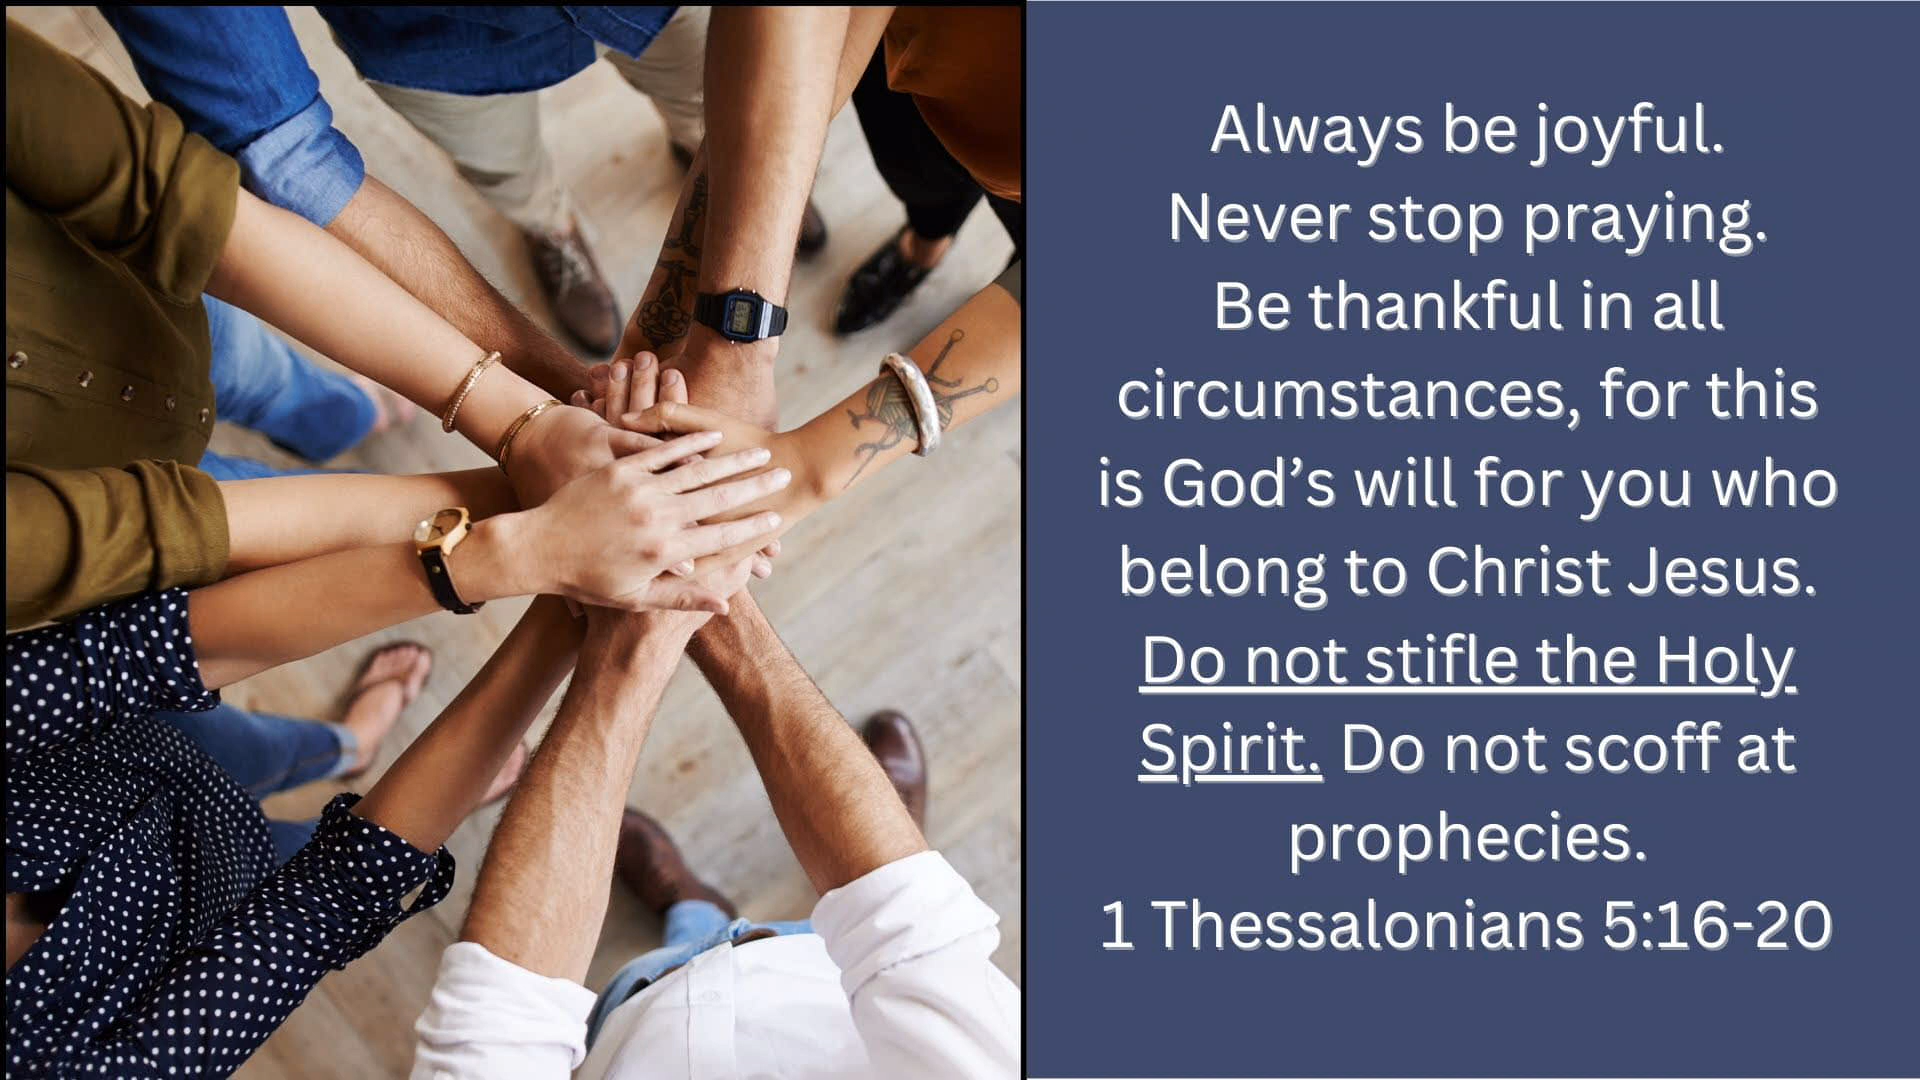 Always be joyful.
Never stop praying.
Be thankful in all
circumstances, for this
is God’s will for you who
belong to Christ Jesus.
Do not stifle the Holy
Spirit. Do not scoff at
prophecies.
1 Thessalonians 5:16-20